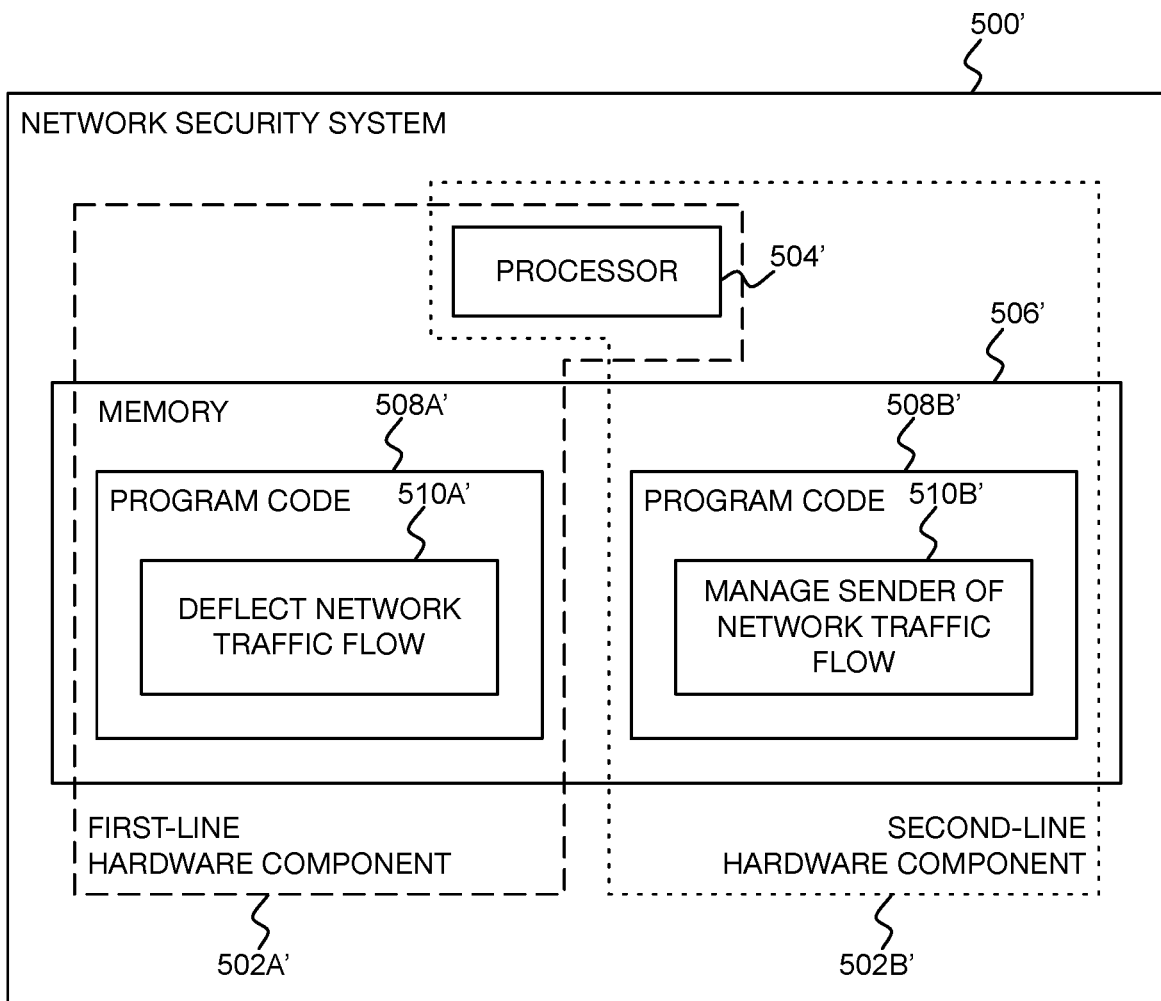 500’
NETWORK SECURITY SYSTEM
PROCESSOR
504’
506’
MEMORY
508A’
508B’
PROGRAM CODE
510A’
PROGRAM CODE
510B’
DEFLECT NETWORK
TRAFFIC FLOW
MANAGE SENDER OF
NETWORK TRAFFIC
FLOW
FIRST-LINE
HARDWARE COMPONENT
SECOND-LINE
HARDWARE COMPONENT
502A’
502B’